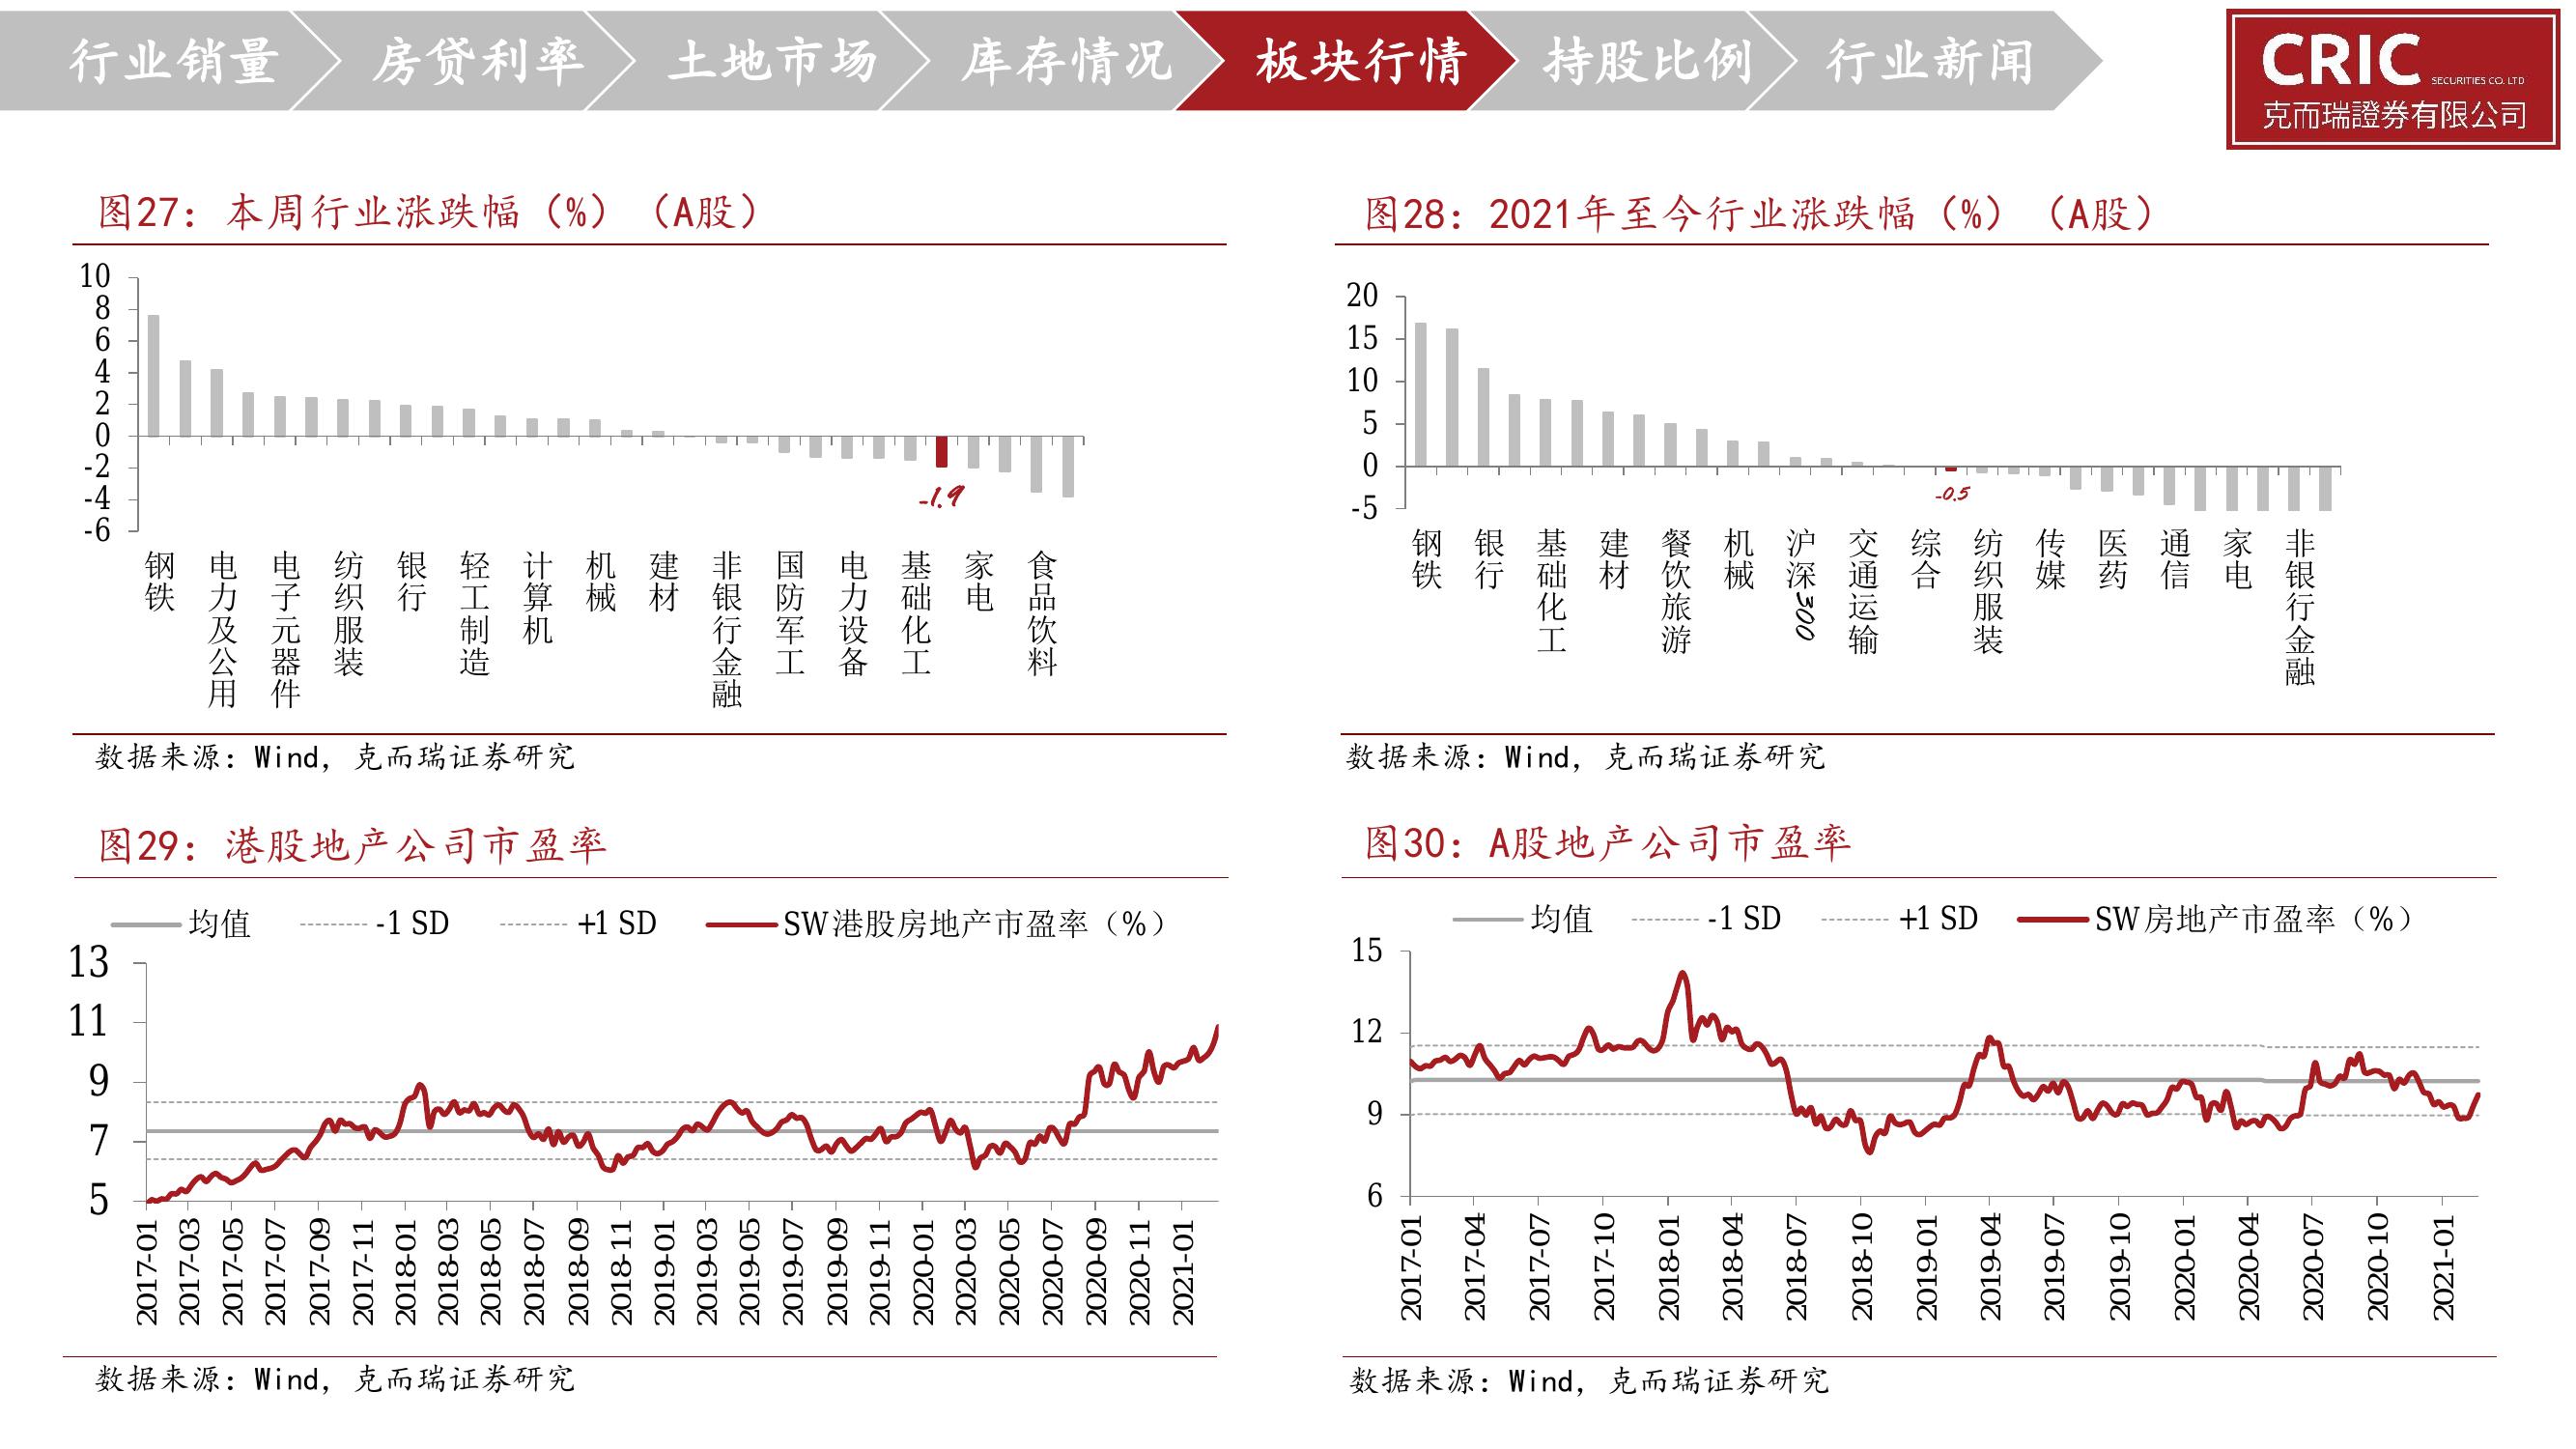 行业销量 房贷利率 土地市场 库存情况 板块行情 持股比例 行业新闻
CRIC SECURITIES CO. LTD
克而瑞證券有限公司
图27：本周行业涨跌幅（%）（A股）
10
8
6
4
2
0
-2
-4
-6
-1.9
钢铁 电力及公用 电子元器件 纺织服装 银行 轻工制造 计算机 机械 建材 非银行金融 国防军工 电力设备 基础化工 家电 食品饮料
数据来源：Wind，克而瑞证券研究
图28：2021年至今行业涨跌幅（%）（A股）
20
15
10
5
0
-5
-0.5
钢铁 银行 基础化工 建材 餐饮旅游 机械 沪深300 交通运输 综合 纺织服装 传媒 医药 通信 家电 非银行金融
数据来源：Wind，克而瑞证券研究
图29：港股地产公司市盈率
均值 -1 SD +1 SD SW港股房地产市盈率（%）
13
11
9
7
5
2017-01 2017-03 2017-05 2017-07 2017-09 2017-11 2018-01 2018-03 2018-05 2018-07 2018-09 2018-11 2019-01 2019-03 2019-05 2019-07 2019-09 2019-11 2020-01 2020-03 2020-05 2020-07 2020-09 2020-11 2021-01
数据来源：Wind，克而瑞证券研究
图30：A股地产公司市盈率
均值 -1 SD +1 SD SW房地产市盈率（%）
15
12
9
6
2017-01 2017-04 2017-07 2017-10 2018-01 2018-04 2018-07 2018-10 2019-01 2019-04 2019-07 2019-10 2020-01 2020-04 2020-07 2020-10 2021-01
数据来源：Wind，克而瑞证券研究